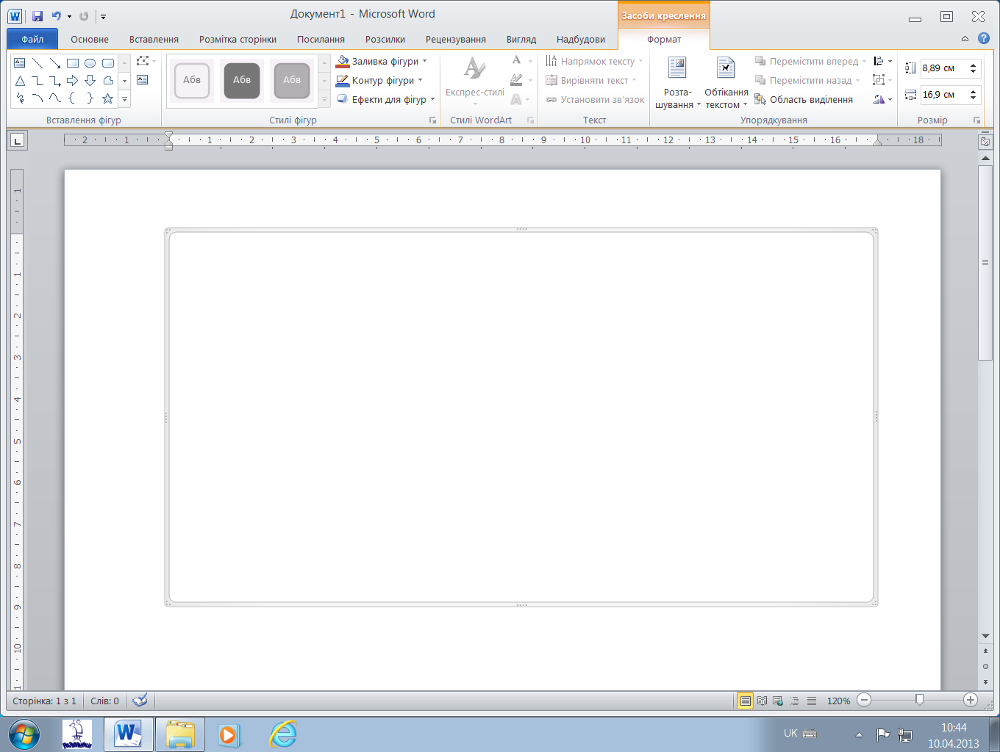 Документ1 - Microsoft Word
Засоби креслення
Файл Основне Вставлення Розмітка сторінки Посилання Розсилки Рецензування Вигляд Надбудови Формат
Абв Абв Абв
Заливка фігури
Контур фігури
Ефекти для фігур
Експрес-стилі
Напрямок тексту
Вирівняти текст
Установити зв'язок
Розта-
шування
Обтікання
текстом
Перемістити вперед
Перемістити назад
Область виділення
8,89 см
16,9 см
Вставлення фігур Стилі фігур Стилі WordArt Текст Упорядкування Розмір
2 1 1 2 3 4 5 6 7 8 9 10 11 12 13 14 15 16 18
1
1
2
3
4
5
6
7
8
9
10
Сторінка: 1 з 1 Слів: 0 120%
Розумники
UK
10:44
10.04.2013